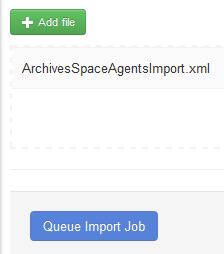 Add file
ArchivesSpaceAgentsImport.xml
Queue Import Job